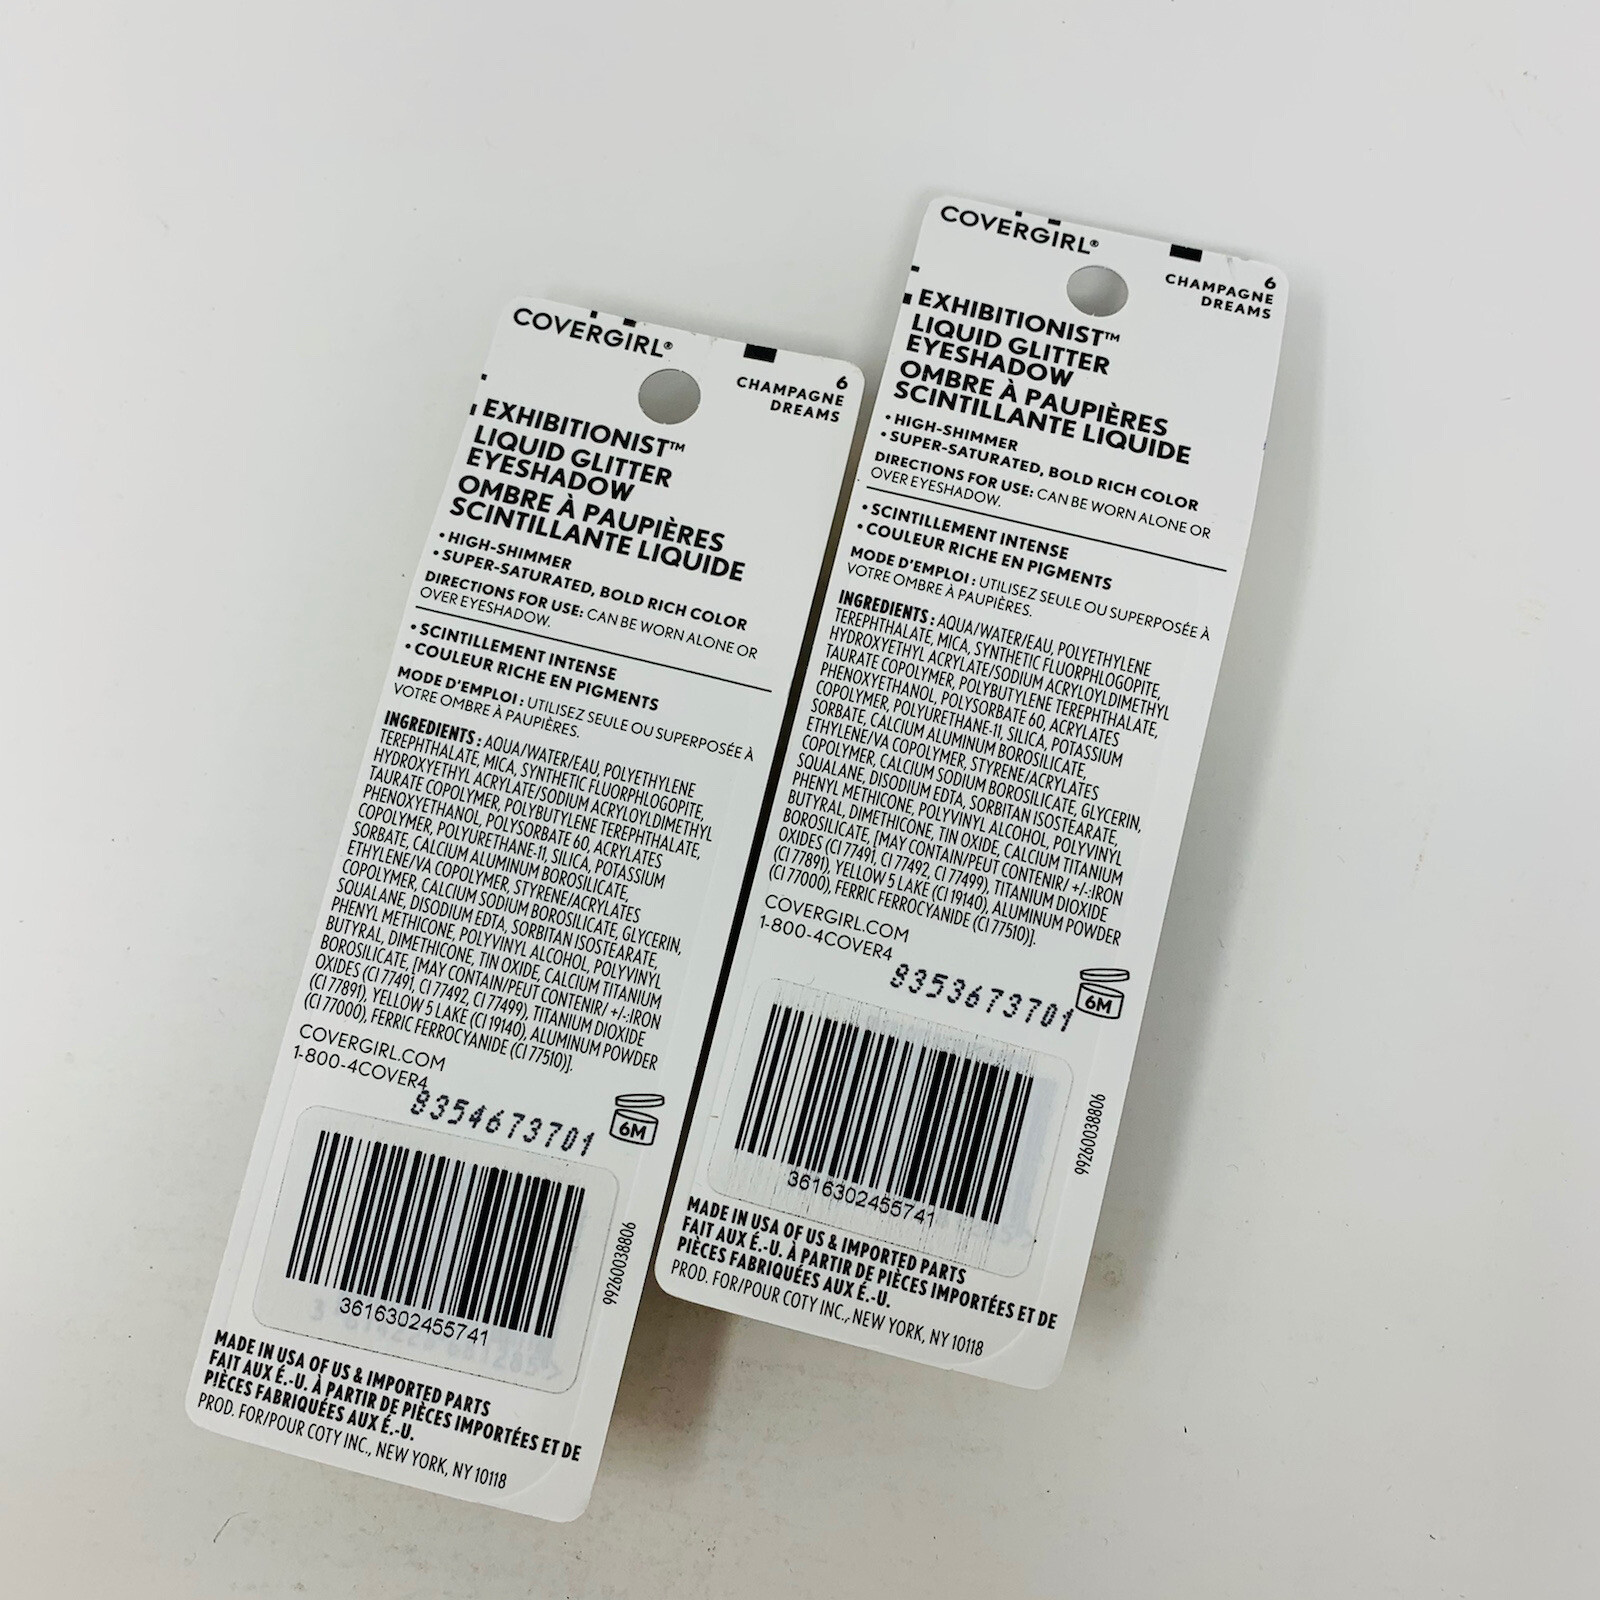 COVERGIRL®
6
CHAMPAGNE
DREAMS
EXHIBITIONIST™
LIQUID GLITTER
EYESHADOW
OMBRE À PAUPIÈRES
SCINTILLANTE LIQUIDE
• HIGH-SHIMMER
• SUPER-SATURATED, BOLD RICH COLOR
DIRECTIONS FOR USE: CAN BE WORN ALONE OR
OVER EYESHADOW.
• SCINTILLEMENT INTENSE
• COULEUR RICHE EN PIGMENTS
MODE D'EMPLOI : UTILISEZ SEULE OU SUPERPOSÉE À
VOTRE OMBRE À PAUPIÈRES.
INGREDIENTS : AQUA/WATER/EAU, POLYETHYLENE
TEREPHTHALATE, MICA, SYNTHETIC FLUORPHLOGOPITE,
HYDROXYETHYL ACRYLATE/SODIUM ACRYLOYLDIMETHYL
TAURATE COPOLYMER, POLYBUTYLENE TEREPHTHALATE,
PHENOXYETHANOL, POLYSORBATE 60, ACRYLATES
COPOLYMER, POLYURETHANE-11, SILICA, POTASSIUM
SORBATE, CALCIUM ALUMINUM BOROSILICATE,
ETHYLENE/VA COPOLYMER, STYRENE/ACRYLATES
COPOLYMER, CALCIUM SODIUM BOROSILICATE, GLYCERIN,
SQUALANE, DISODIUM EDTA, SORBITAN ISOSTEARATE,
PHENYL METHICONE, POLYVINYL ALCOHOL, POLYVINYL
BUTYRAL, DIMETHICONE, TIN OXIDE, CALCIUM TITANIUM
BOROSILICATE, [MAY CONTAIN/PEUT CONTENIR/ +/-:IRON
OXIDES (CI 77491, CI 77492, CI 77499), TITANIUM DIOXIDE
(CI 77891), YELLOW 5 LAKE (CI 19140), ALUMINUM POWDER
(CI 77000), FERRIC FERROCYANIDE (CI 77510)].
COVERGIRL.COM
1-800-4COVER4
8354673701
6M
3616302455741
99260038806
MADE IN USA OF US & IMPORTED PARTS
FAIT AUX É.-U. À PARTIR DE PIÈCES IMPORTÉES ET DE
PIÈCES FABRIQUÉES AUX É.-U.
PROD. FOR/POUR COTY INC., NEW YORK, NY 10118
COVERGIRL®
6
CHAMPAGNE
DREAMS
EXHIBITIONIST™
LIQUID GLITTER
EYESHADOW
OMBRE À PAUPIÈRES
SCINTILLANTE LIQUIDE
• HIGH-SHIMMER
• SUPER-SATURATED, BOLD RICH COLOR
DIRECTIONS FOR USE: CAN BE WORN ALONE OR
OVER EYESHADOW.
• SCINTILLEMENT INTENSE
• COULEUR RICHE EN PIGMENTS
MODE D'EMPLOI : UTILISEZ SEULE OU SUPERPOSÉE À
VOTRE OMBRE À PAUPIÈRES.
INGREDIENTS : AQUA/WATER/EAU, POLYETHYLENE
TEREPHTHALATE, MICA, SYNTHETIC FLUORPHLOGOPITE,
HYDROXYETHYL ACRYLATE/SODIUM ACRYLOYLDIMETHYL
TAURATE COPOLYMER, POLYBUTYLENE TEREPHTHALATE,
PHENOXYETHANOL, POLYSORBATE 60, ACRYLATES
COPOLYMER, POLYURETHANE-11, SILICA, POTASSIUM
SORBATE, CALCIUM ALUMINUM BOROSILICATE,
ETHYLENE/VA COPOLYMER, STYRENE/ACRYLATES
COPOLYMER, CALCIUM SODIUM BOROSILICATE, GLYCERIN,
SQUALANE, DISODIUM EDTA, SORBITAN ISOSTEARATE,
PHENYL METHICONE, POLYVINYL ALCOHOL, POLYVINYL
BUTYRAL, DIMETHICONE, TIN OXIDE, CALCIUM TITANIUM
BOROSILICATE, [MAY CONTAIN/PEUT CONTENIR/ +/-:IRON
OXIDES (CI 77491, CI 77492, CI 77499), TITANIUM DIOXIDE
(CI 77891), YELLOW 5 LAKE (CI 19140), ALUMINUM POWDER
(CI 77000), FERRIC FERROCYANIDE (CI 77510)].
COVERGIRL.COM
1-800-4COVER4
8353673701
6M
3616302455741
99260038806
MADE IN USA OF US & IMPORTED PARTS
FAIT AUX É.-U. À PARTIR DE PIÈCES IMPORTÉES ET DE
PIÈCES FABRIQUÉES AUX É.-U.
PROD. FOR/POUR COTY INC., NEW YORK, NY 10118